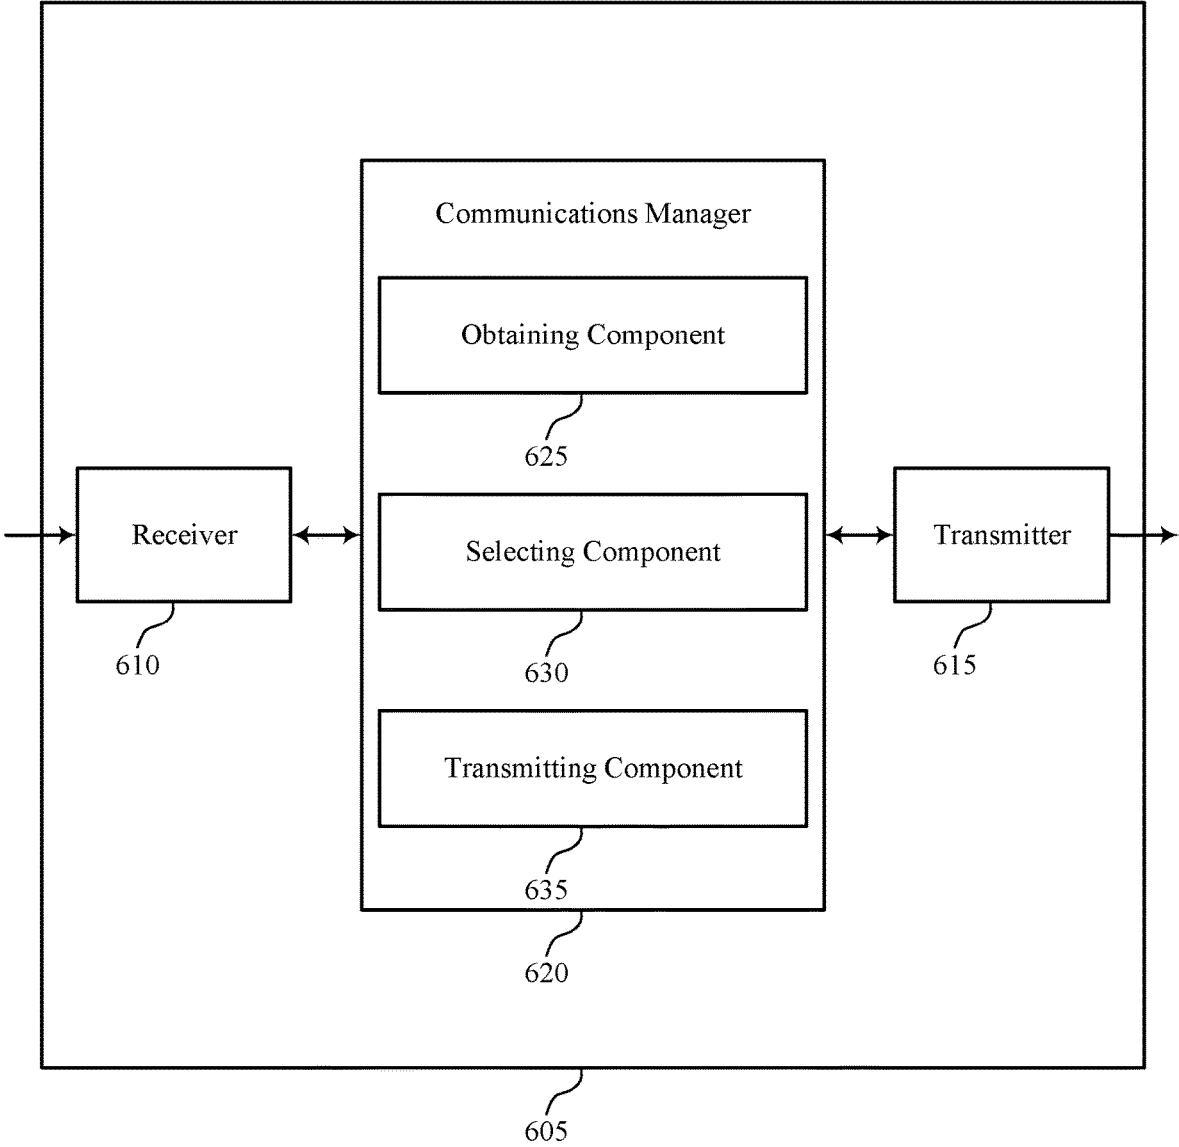 Communications Manager
Obtaining Component
625
Receiver
Selecting Component
Transmitter
610
630
615
Transmitting Component
635
620
605